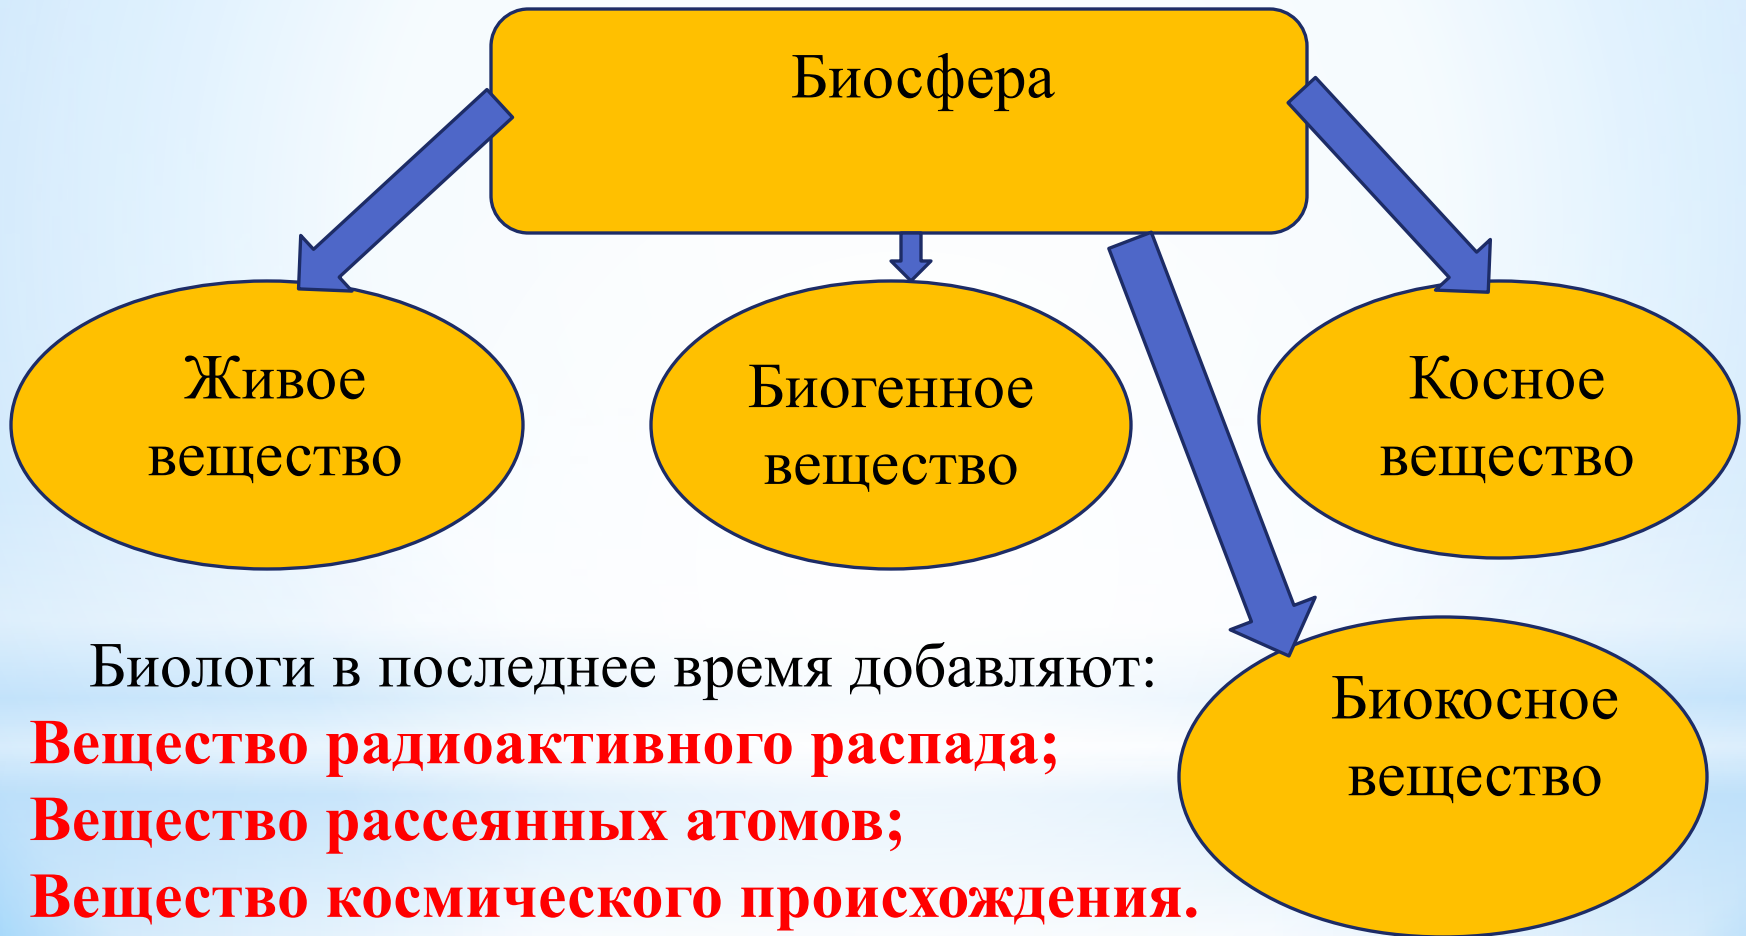 Биосфера
Живое
вещество
Биогенное
вещество
Косное
вещество
Биокосное
вещество
Биологи в последнее время добавляют:
Вещество радиоактивного распада;
Вещество рассеянных атомов;
Вещество космического происхождения.